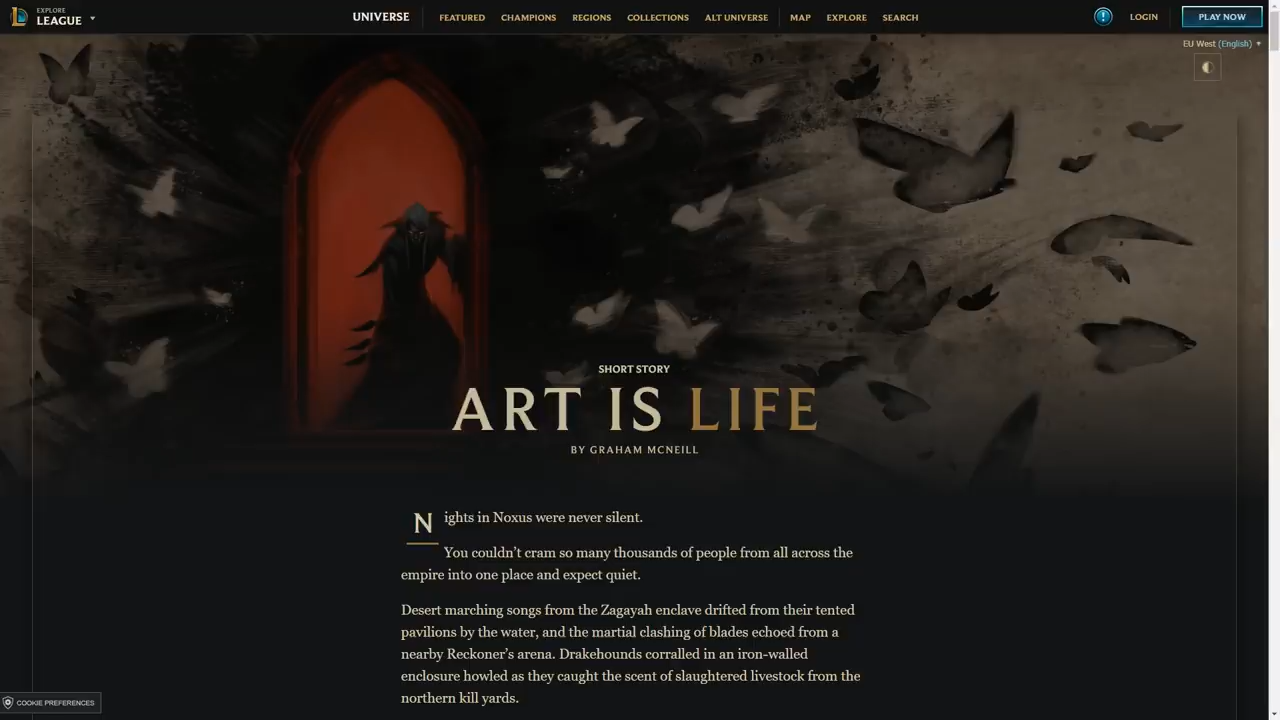 EXPLORE
LEAGUE
UNIVERSE
FEATURED
CHAMPIONS
REGIONS
COLLECTIONS
ALT UNIVERSE
MAP
EXPLORE
SEARCH
!
LOGIN
PLAY NOW
EU West (English)
SHORT STORY
ART IS LIFE
BY GRAHAM MCNEILL
Nights in Noxus were never silent.
You couldn’t cram so many thousands of people from all across the
empire into one place and expect quiet.
Desert marching songs from the Zagayah enclave drifted from their tented
pavilions by the water, and the martial clashing of blades echoed from a
nearby Reckoner’s arena. Drakehounds corralled in an iron-walled
enclosure howled as they caught the scent of slaughtered livestock from the
northern kill yards.
COOKIE PREFERENCES